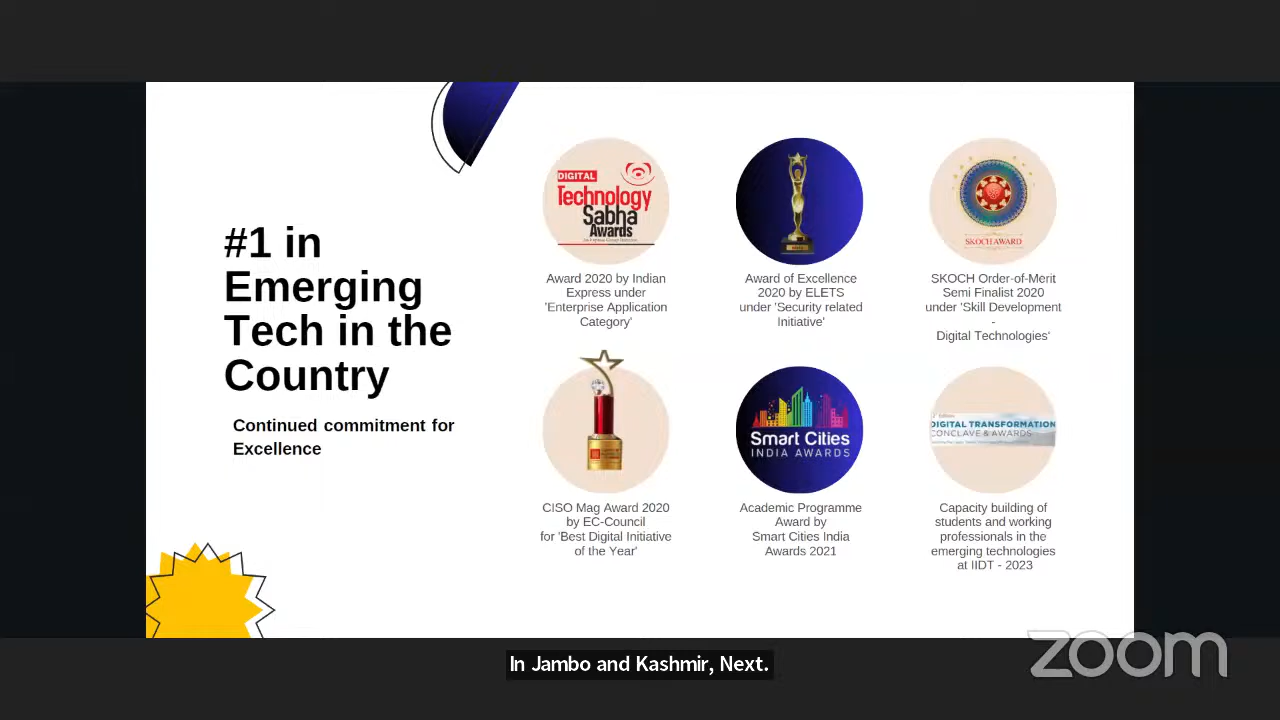 #1 in
Emerging
Tech in the
Country
Continued commitment for
Excellence
DIGITAL
Technology
Sabha
Awards
Award 2020 by Indian
Express under
'Enterprise Application
Category'
Award of Excellence
2020 by ELETS
under 'Security related
Initiative'
SKOCH AWARD
SKOCH Order-of-Merit
Semi Finalist 2020
under 'Skill Development
-
Digital Technologies'
CISO Mag Award 2020
by EC-Council
for 'Best Digital Initiative
of the Year'
Smart Cities
INDIA AWARDS
Academic Programme
Award by
Smart Cities India
Awards 2021
DIGITAL TRANSFORMATION
CONCLAVE & AWARDS
Capacity building of
students and working
professionals in the
emerging technologies
at IIDT - 2023
In Jambo and Kashmir, Next.
zoom